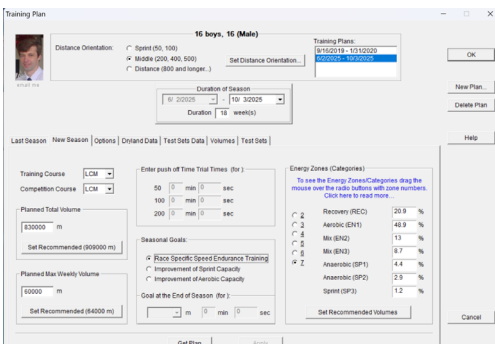 Training Plan
16 boys, 16 (Male)
Distance Orientation:
Sprint (50, 100)
Middle (200, 400, 500)
Distance (800 and longer...)
Set Distance Orientation...
Training Plans:
9/16/2019 - 1/31/2020
6/2/2025 - 10/3/2025
OK
email me
Duration of Season
6/ 2/2025 - 10/ 3/2025
Duration 18 week(s)
New Plan...
Delete Plan
Help
Last Season New Season Options Dryland Data Test Sets Data Volumes Test Sets
Training Course LCM
Competition Course LCM
Planned Total Volume
830000 m
Set Recommended (909000 m)
Planned Max Weekly Volume
60000 m
Set Recommended (64000 m)
Enter push off Time Trial Times (for ):
50 0 min 0 sec
100 0 min 0 sec
200 0 min 0 sec
Seasonal Goals:
Race Specific Speed Endurance Training
Improvement of Sprint Capacity
Improvement of Aerobic Capacity
Goal at the End of Season (for ):
m 0 min 0 sec
Energy Zones (Categories)
To see the Energy Zones/Categories drag the
mouse over the radio buttons with zone numbers.
Click here to read more...
2
3
4
5
6
7
Recovery (REC) 20.9 %
Aerobic (EN1) 48.9 %
Mix (EN2) 13 %
Mix (EN3) 8.7 %
Anaerobic (SP1) 4.4 %
Anaerobic (SP2) 2.9 %
Sprint (SP3) 1.2 %
Set Recommended Volumes
Cancel
Get Plan
Apply